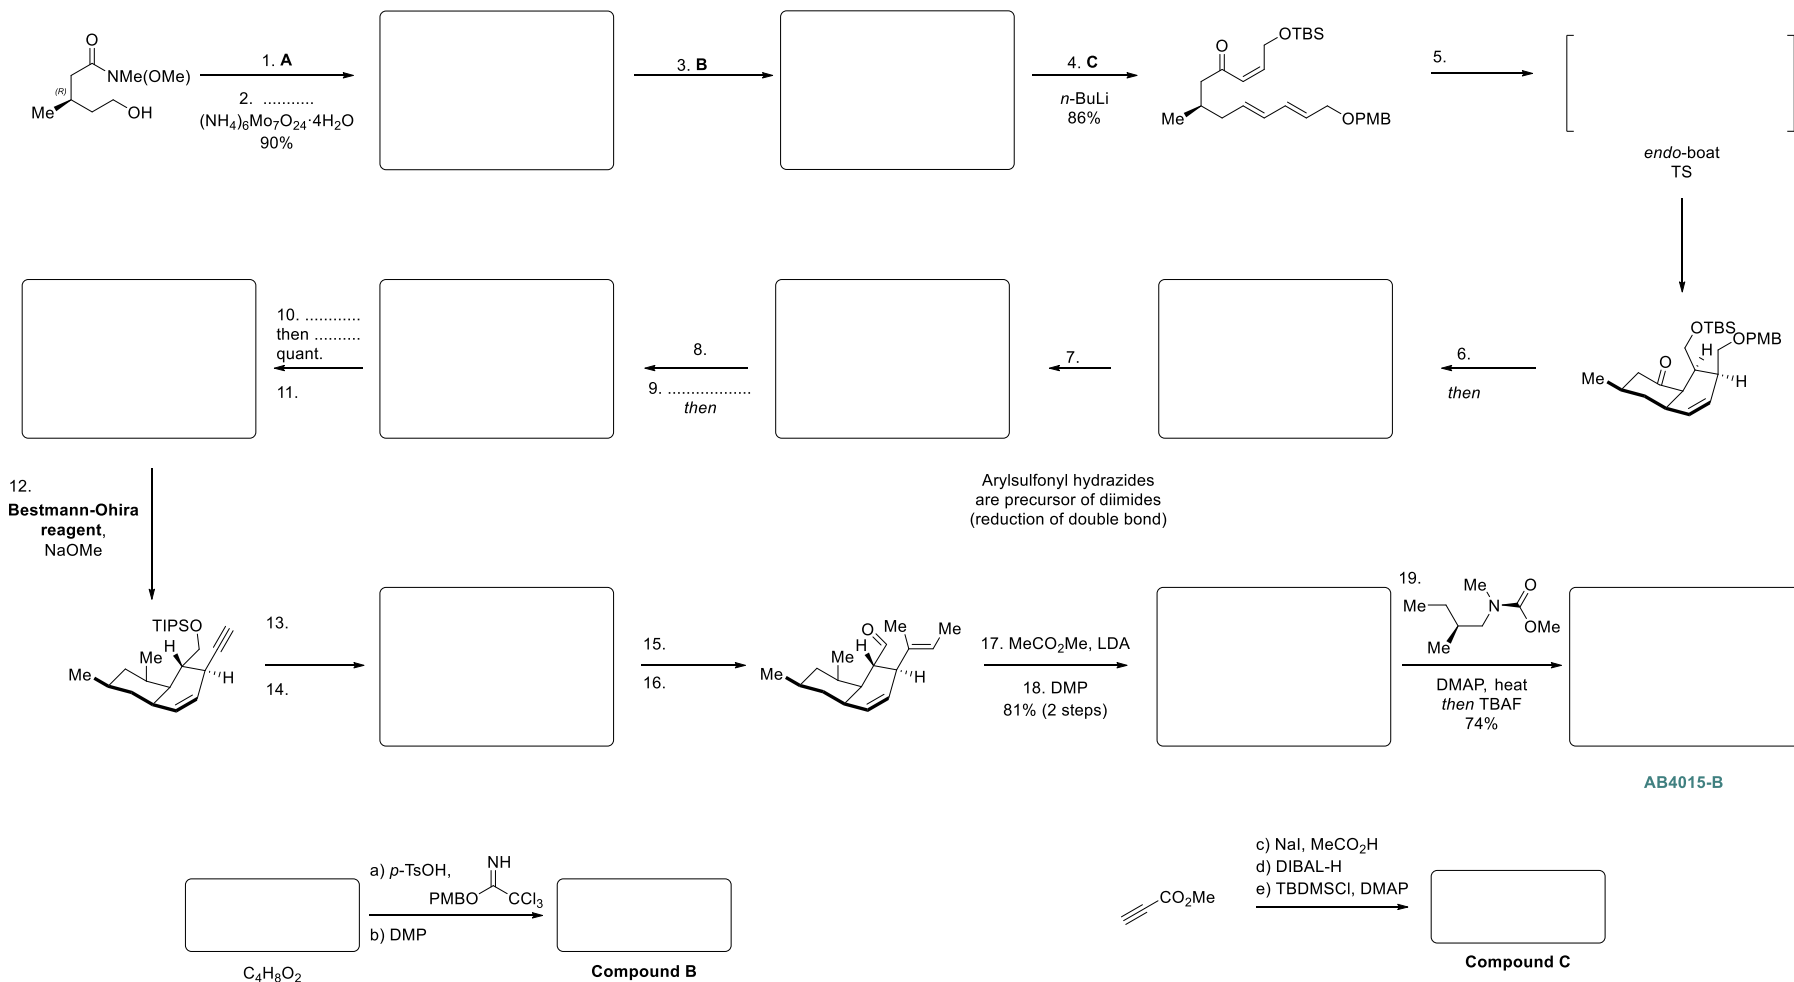 O
NMe(OMe)
(R)
Me
OH
1. A
2. ...........
(NH4)6Mo7O24·4H2O
90%
3. B
4. C
n-BuLi
86%
OTBS
O
Me
OPMB
5.
endo-boat
TS
10. ............
then ..........
quant.
11.
8.
9. ..................
then
7.
6.
then
OTBS
OPMB
H
O
Me
H
Arylsulfonyl hydrazides
are precursor of diimides
(reduction of double bond)
12.
Bestmann-Ohira
reagent,
NaOMe
TIPSO
H
Me
Me
H
13.
14.
15.
16.
O
Me
Me
H
Me
Me
H
17. MeCO2Me, LDA
18. DMP
81% (2 steps)
19.
Me
O
Me
N
OMe
Me
DMAP, heat
then TBAF
74%
AB4015-B
C4H8O2
a) p-TsOH,
NH
PMBO
CCl3
b) DMP
Compound B
CO2Me
c) NaI, MeCO2H
d) DIBAL-H
e) TBDMSCl, DMAP
Compound C